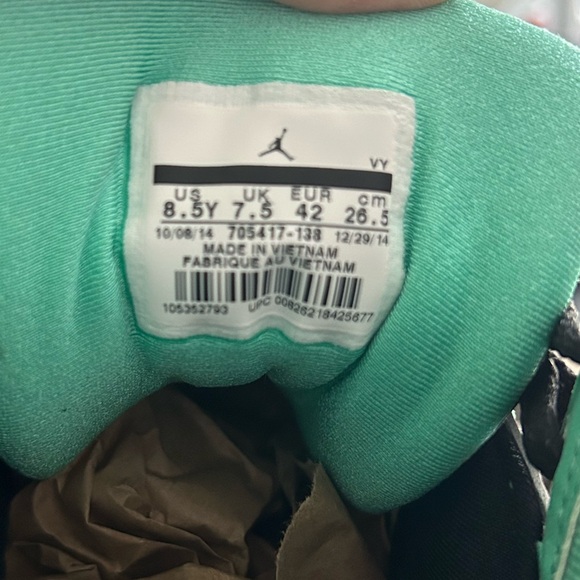 VY
US UK EUR cm
8.5Y 7.5 42 26.5
10/08/14 705417-138 12/29/14
MADE IN VIETNAM
FABRIQUE AU VIETNAM
105352793 UPC 00826218425677